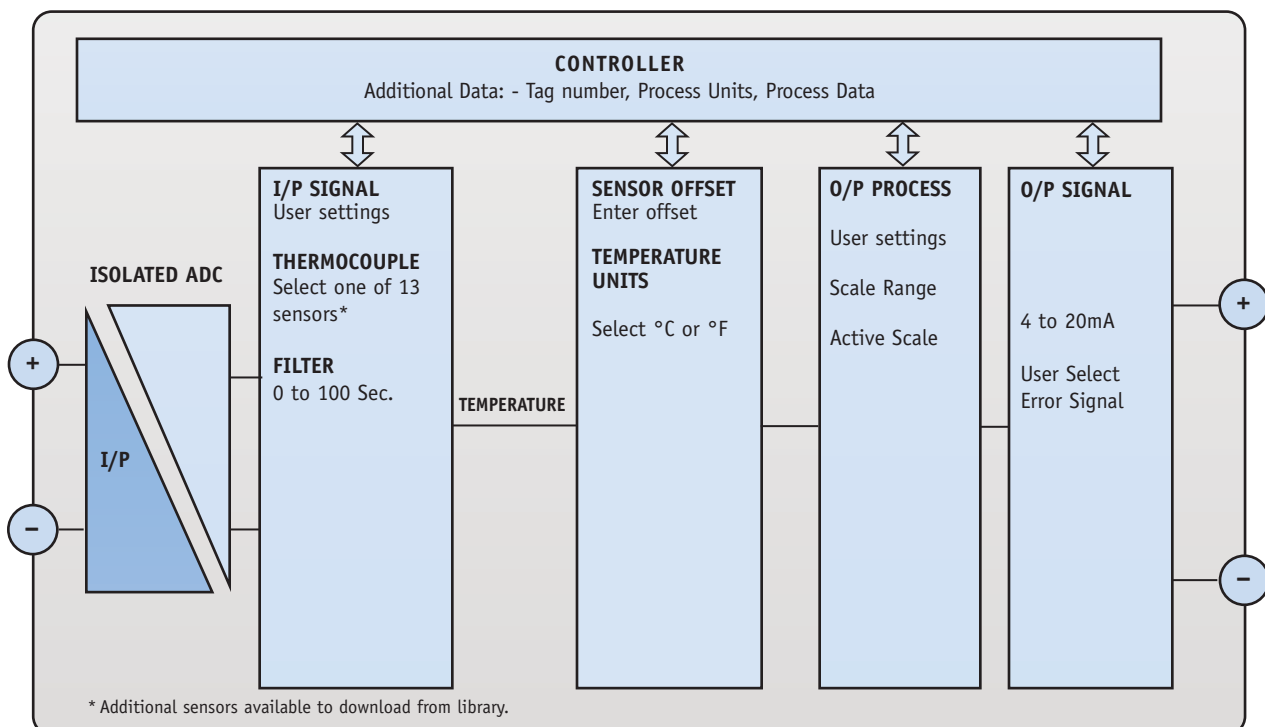 CONTROLLER
Additional Data: - Tag number, Process Units, Process Data
ISOLATED ADC
+
−
I/P
I/P SIGNAL
User settings
THERMOCOUPLE
Select one of 13
sensors*
FILTER
0 to 100 Sec.
TEMPERATURE
SENSOR OFFSET
Enter offset
TEMPERATURE
UNITS
Select °C or °F
O/P PROCESS
User settings
Scale Range
Active Scale
O/P SIGNAL
4 to 20mA
User Select
Error Signal
+
−
* Additional sensors available to download from library.